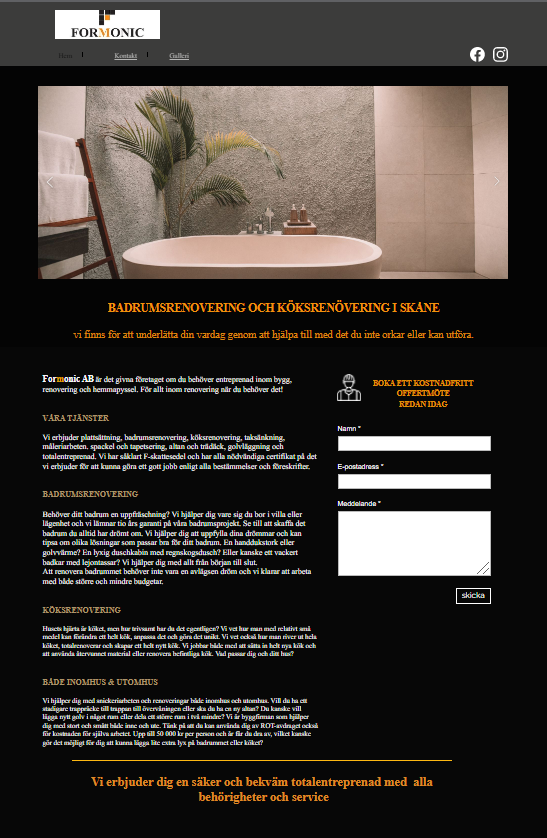 FORMONIC
Hem
Kontakt
Galleri
BADRUMSRENOVERING OCH KÖKSRENÖVERING I SKÅNE
vi finns för att underlätta din vardag genom att hjälpa till med det du inte orkar eller kan utföra.
Formonic AB är det givna företaget om du behöver entreprenad inom bygg,
renovering och hemmapyssel. För allt inom renovering när du behöver det!
VÅRA TJÄNSTER
Vi erbjuder plattsättning, badrumsrenovering, köksrenovering, taksänkning,
måleriarbeten, spackel och tapetsering, altan och trädäck, golvläggning och
totalentreprenad. Vi har såklart F-skattesedel och har alla nödvändiga certifikat på det
vi erbjuder för att kunna göra ett gott jobb enligt alla bestämmelser och föreskrifter.
BADRUMSRENOVERING
Behöver ditt badrum en uppfräschning? Vi hjälper dig vare sig du bor i villa eller
lägenhet och vi lämnar tio års garanti på våra badrumsprojekt. Se till att skaffa det
badrum du alltid har drömt om. Vi hjälper dig att uppfylla dina drömmar och kan
tipsa om olika lösningar som passar bra för ditt badrum. En handdukstork eller
golvvärme? En lyxig duschkabin med regnskogsdusch? Eller kanske ett vackert
badkar med lejontassar? Vi hjälper dig med allt från början till slut.
Att renovera badrummet behöver inte vara en avlägsen dröm och vi klarar att arbeta
med både större och mindre budgetar.
KÖKSRENOVERING
Husets hjärta är köket, men hur trivsamt har du det egentligen? Vi vet hur man med relativt små
medel kan förändra ett helt kök, anpassa det och göra det unikt. Vi vet också hur man river ut hela
köket, totalrenoverar och skapar ett helt nytt kök. Vi jobbar både med att sätta in helt nya kök och
att använda återvunnet material eller renovera befintliga kök. Vad passar dig och ditt hus?
BÅDE INOMHUS & UTOMHUS
Vi hjälper dig med snickeriarbeten och renoveringar både inomhus och utomhus. Vill du ha ett
stadigare trappräcke till trappan till övervåningen eller ska du ha en ny altan? Du kanske vill
lägga nytt golv i något rum eller dela ett större rum i två mindre? Vi är byggfirman som hjälper
dig med stort och smått både inne och ute. Tänk på att du kan använda dig av ROT-avdraget också
för kostnaden för själva arbetet. Upp till 50 000 kr per person och år får du dra av, vilket kanske
gör det möjligt för dig att kunna lägga lite extra lyx på badrummet eller köket?
BOKA ETT KOSTNADFRITT
OFFERTMÖTE
REDAN IDAG
Namn *
E-postadress *
Meddelande *
skicka
Vi erbjuder dig en säker och bekväm totalentreprenad med alla
behörigheter och service